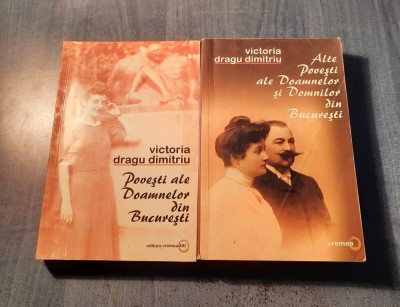 victoria
dragu dimitriu
Povești ale
Doamnelor
din
București
editura vremea XXI
victoria
dragu dimitriu
Alte
Povești
ale Doamnelor
și Domnilor
din
București
vremea